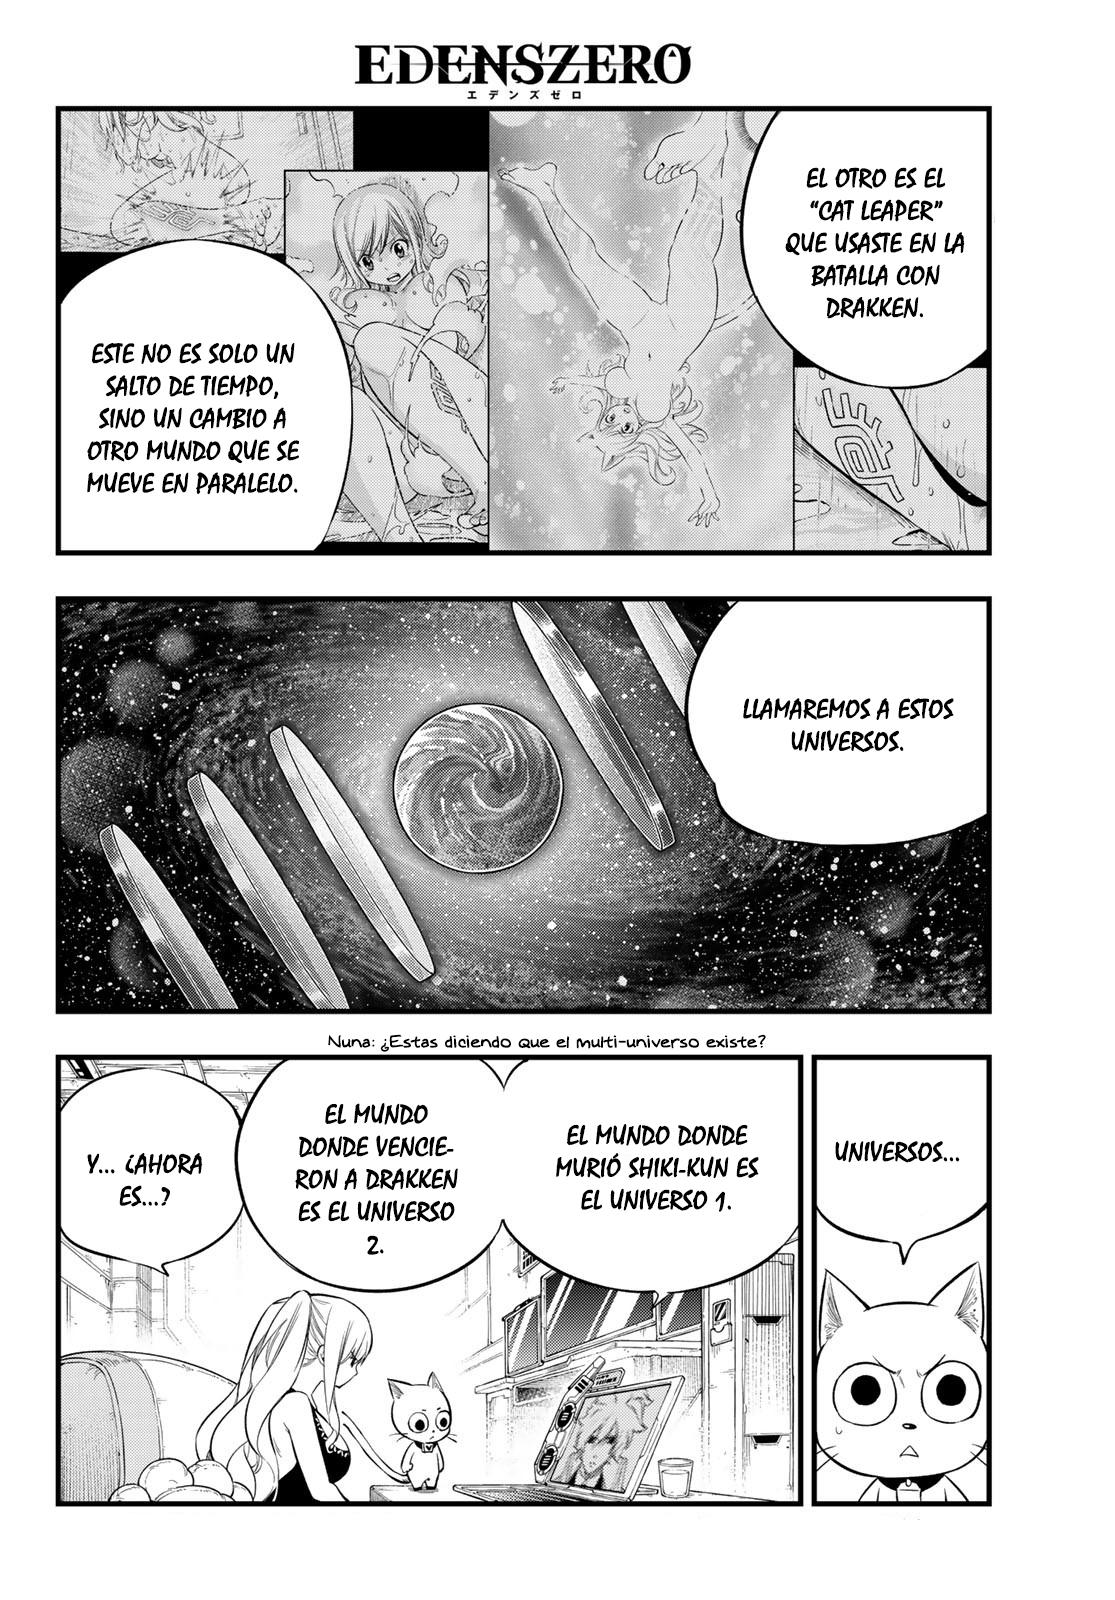 EDENSZERO
エデンズゼロ
EL OTRO ES EL
“CAT LEAPER”
QUE USASTE EN LA
BATALLA CON
DRAKKEN.
ESTE NO ES SOLO UN
SALTO DE TIEMPO,
SINO UN CAMBIO A
OTRO MUNDO QUE SE
MUEVE EN PARALELO.
LLAMAREMOS A ESTOS
UNIVERSOS.
Nuna: ¿Estas diciendo que el multi-universo existe?
UNIVERSOS...
EL MUNDO DONDE
MURIÓ SHIKI-KUN ES
EL UNIVERSO 1.
EL MUNDO
DONDE VENCIE-
RON A DRAKKEN
ES EL UNIVERSO
2.
Y... ¿AHORA
ES...?